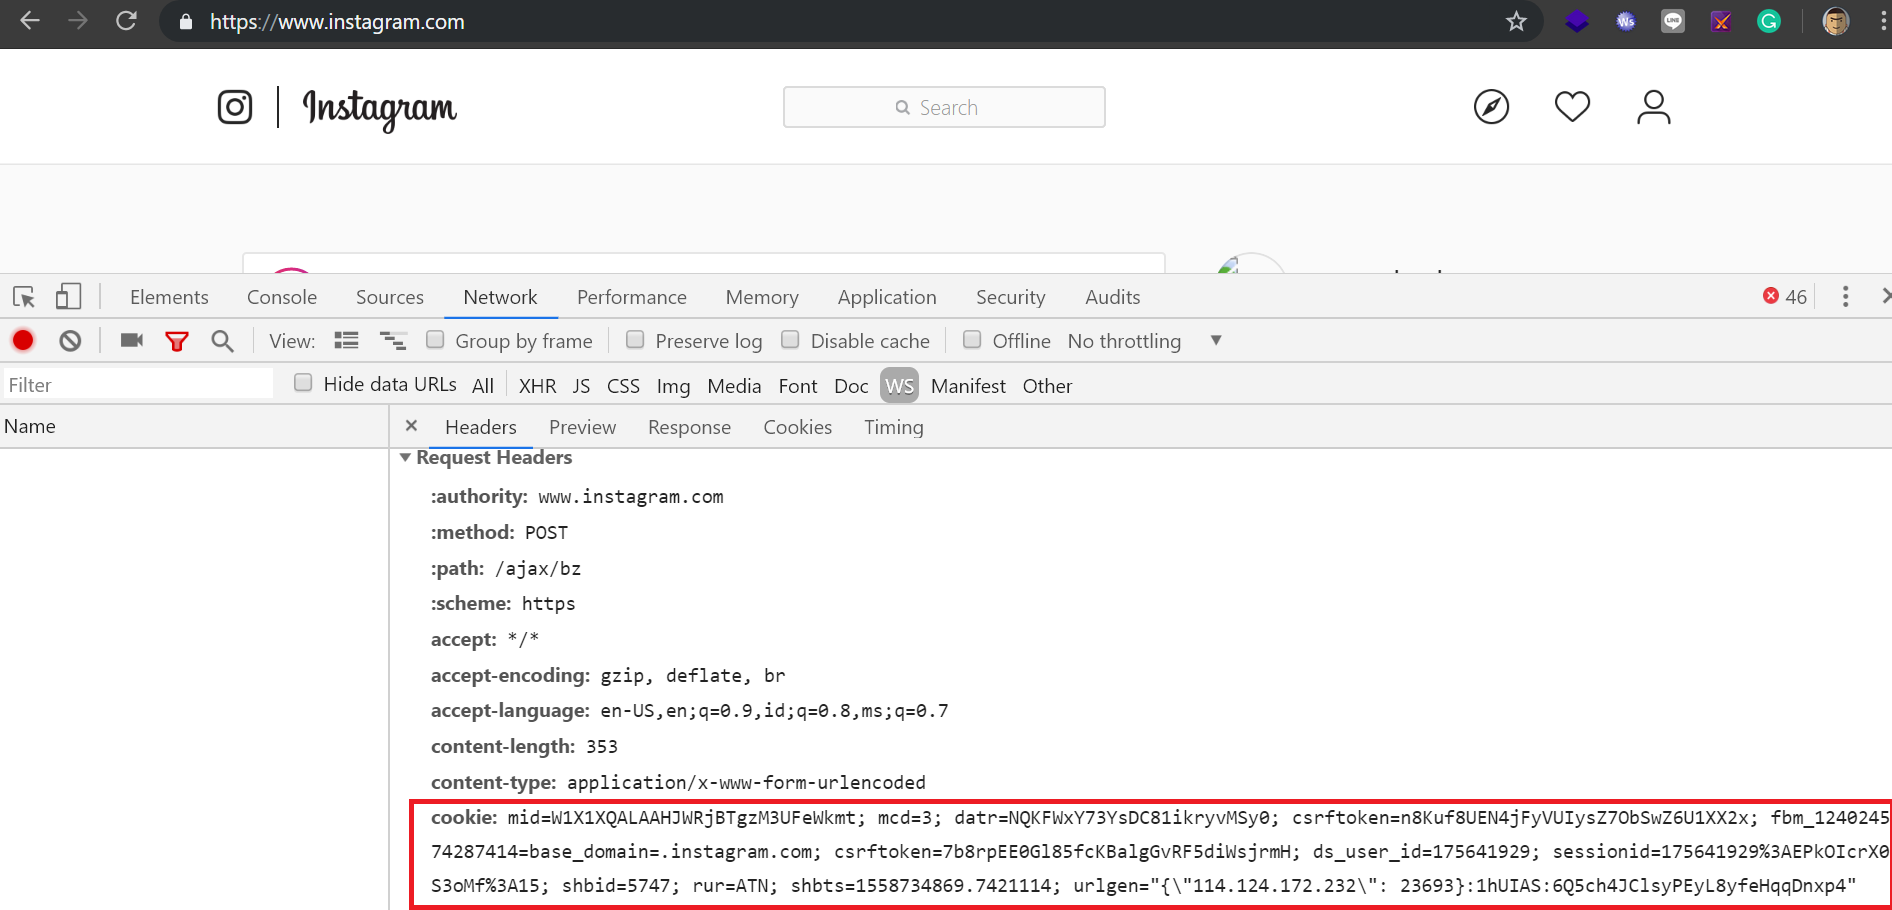 https://www.instagram.com
Instagram
Search
Elements Console Sources Network Performance Memory Application Security Audits 46
View: Group by frame Preserve log Disable cache Offline No throttling
Filter Hide data URLs All XHR JS CSS Img Media Font Doc WS Manifest Other
Name
Headers Preview Response Cookies Timing
Request Headers
:authority: www.instagram.com
:method: POST
:path: /ajax/bz
:scheme: https
accept: */*
accept-encoding: gzip, deflate, br
accept-language: en-US,en;q=0.9,id;q=0.8,ms;q=0.7
content-length: 353
content-type: application/x-www-form-urlencoded
cookie: mid=W1X1XQALAAHJWRjBTgzM3UFeWkmt; mcd=3; datr=NQKFWxY73YsDC81ikryvMSy0; csrftoken=n8Kuf8UEN4jFyVUIysZ7ObSwZ6U1XX2x; fbm_1240245
74287414=base_domain=.instagram.com; csrftoken=7b8rpEE0Gl85fcKBalgGvRF5diWsjrmH; ds_user_id=175641929; sessionid=175641929%3AEPkOIcrX0
S3oMf%3A15; shbid=5747; rur=ATN; shbts=1558734869.7421114; urlgen="{\"114.124.172.232\": 23693}:1hUIAS:6Q5ch4JClsyPEyL8yfeHqqDnxp4"